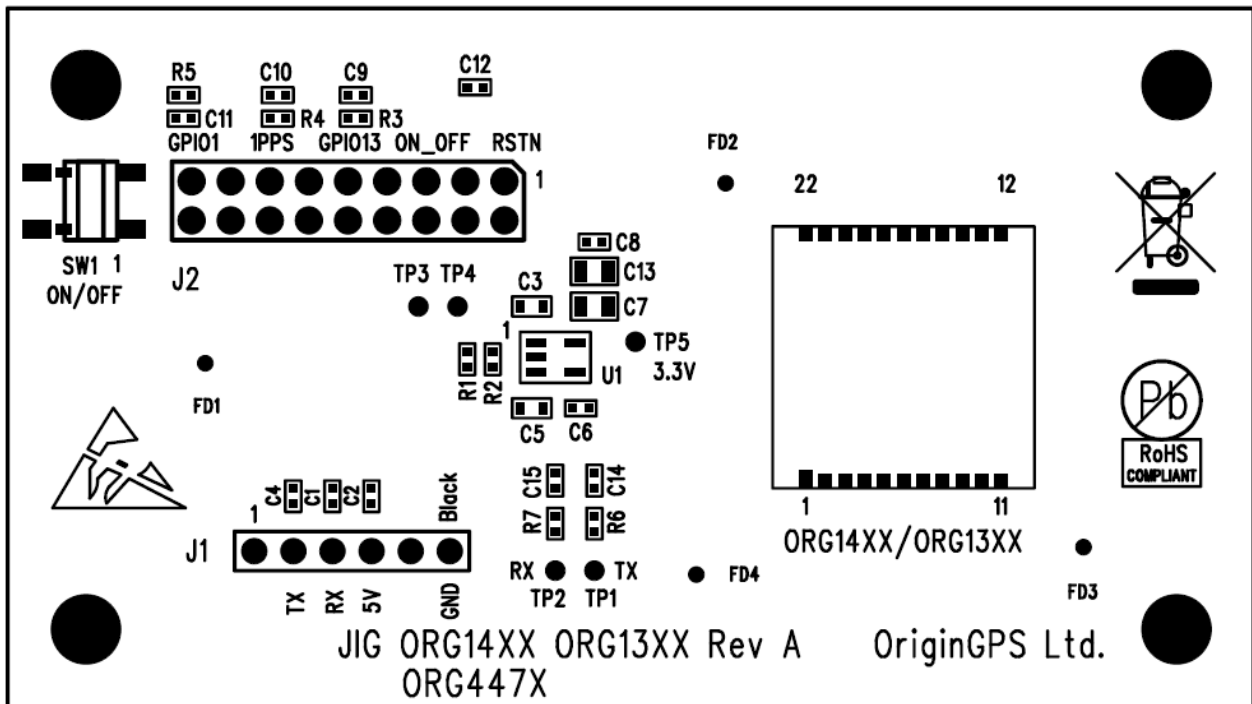 R5 C10 C9 C12
C11 R4 R3
GPIO1 1PPS GPIO13 ON_OFF RSTN
FD2
1
22 12
SW1 1
ON/OFF
J2
TP3 TP4
C8
C13
C3
C7
1
TP5
3.3V
R1 R2 U1
FD1
C5 C6
Pb
RoHS
COMPLIANT
C4 C1 C2 Black
C15 C14
R7 R6
1
J1
1 11
ORG14XX/ORG13XX
RX TX
TP2 TP1
FD4
FD3
TX RX 5V GND
JIG ORG14XX ORG13XX Rev A OriginGPS Ltd.
ORG447X